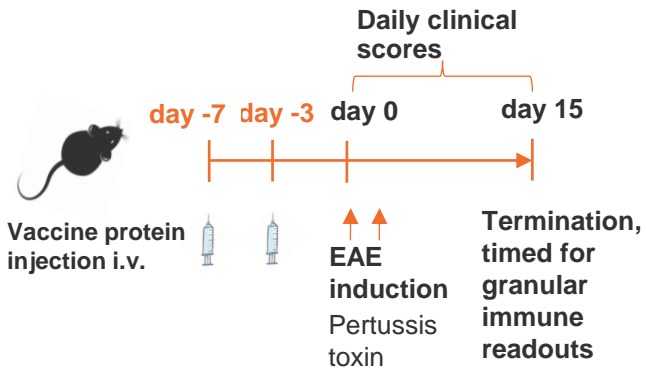 Daily clinical
scores
day -7
day -3
day 0
day 15
Vaccine protein
injection i.v.
EAE
induction
Pertussis
toxin
Termination,
timed for
granular
immune
readouts